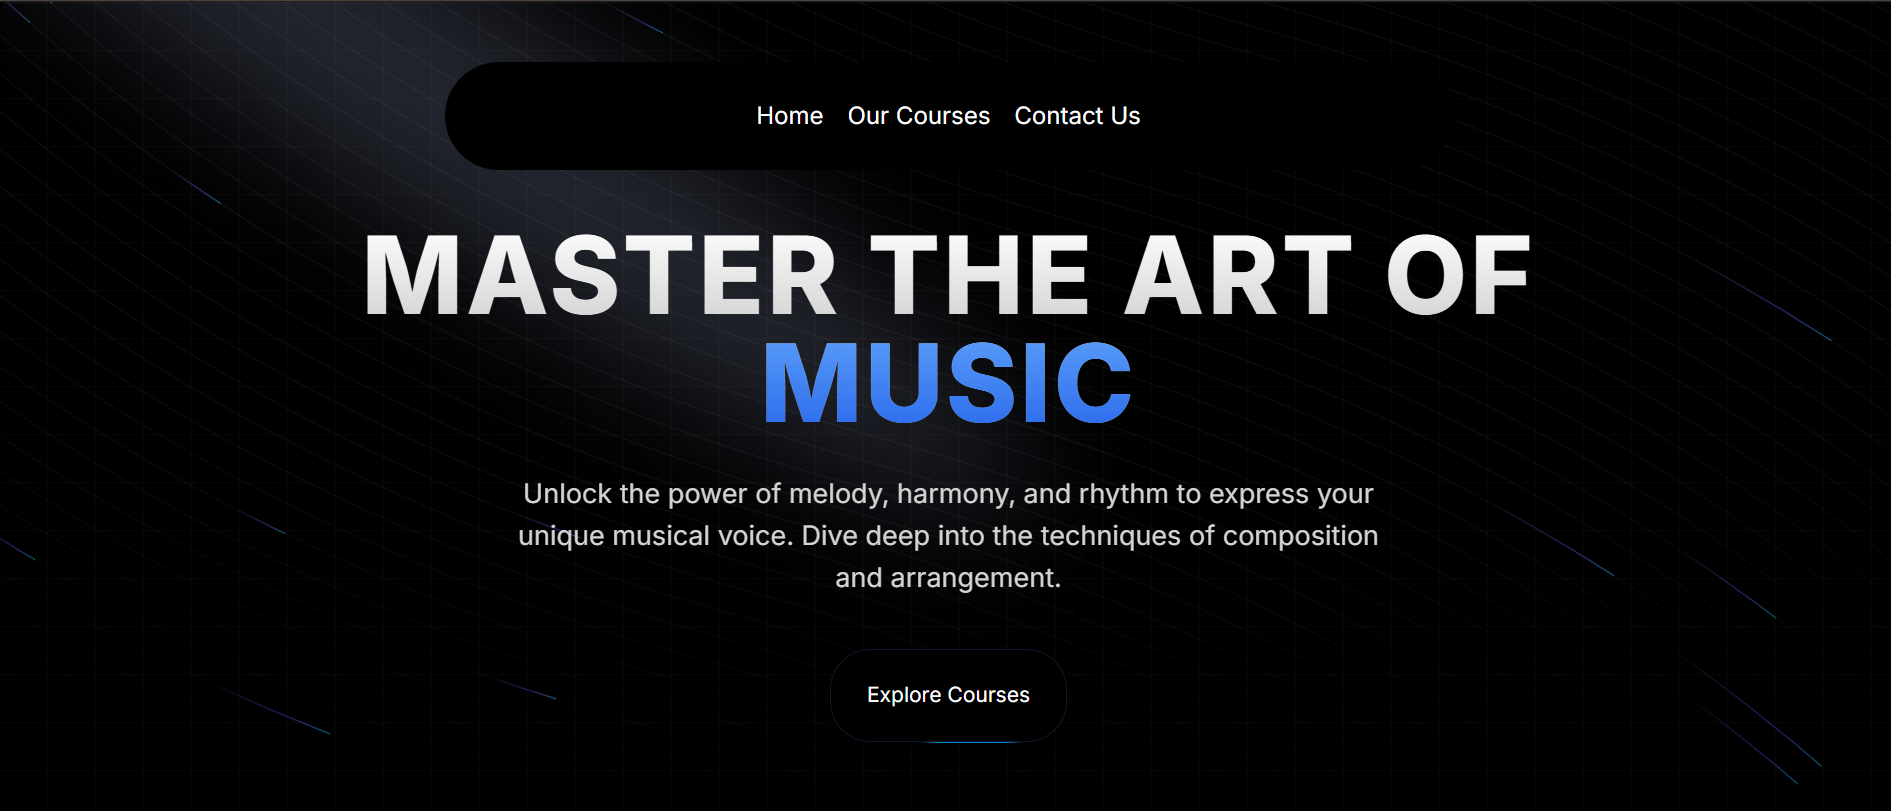 Home Our Courses Contact Us
MASTER THE ART OF
MUSIC
Unlock the power of melody, harmony, and rhythm to express your
unique musical voice. Dive deep into the techniques of composition
and arrangement.
Explore Courses